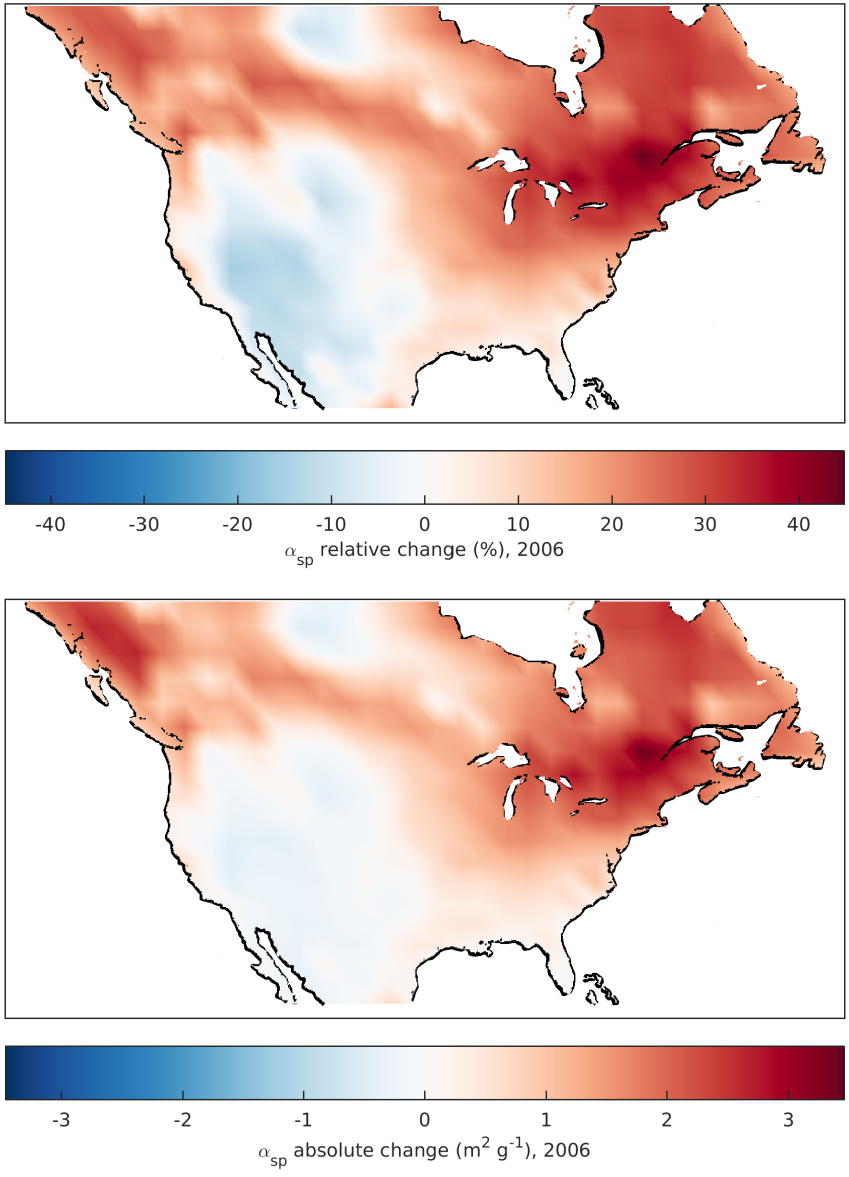 -40 -30 -20 -10 0 10 20 30 40
αsp relative change (%), 2006
-3 -2 -1 0 1 2 3
αsp absolute change (m² g⁻¹), 2006